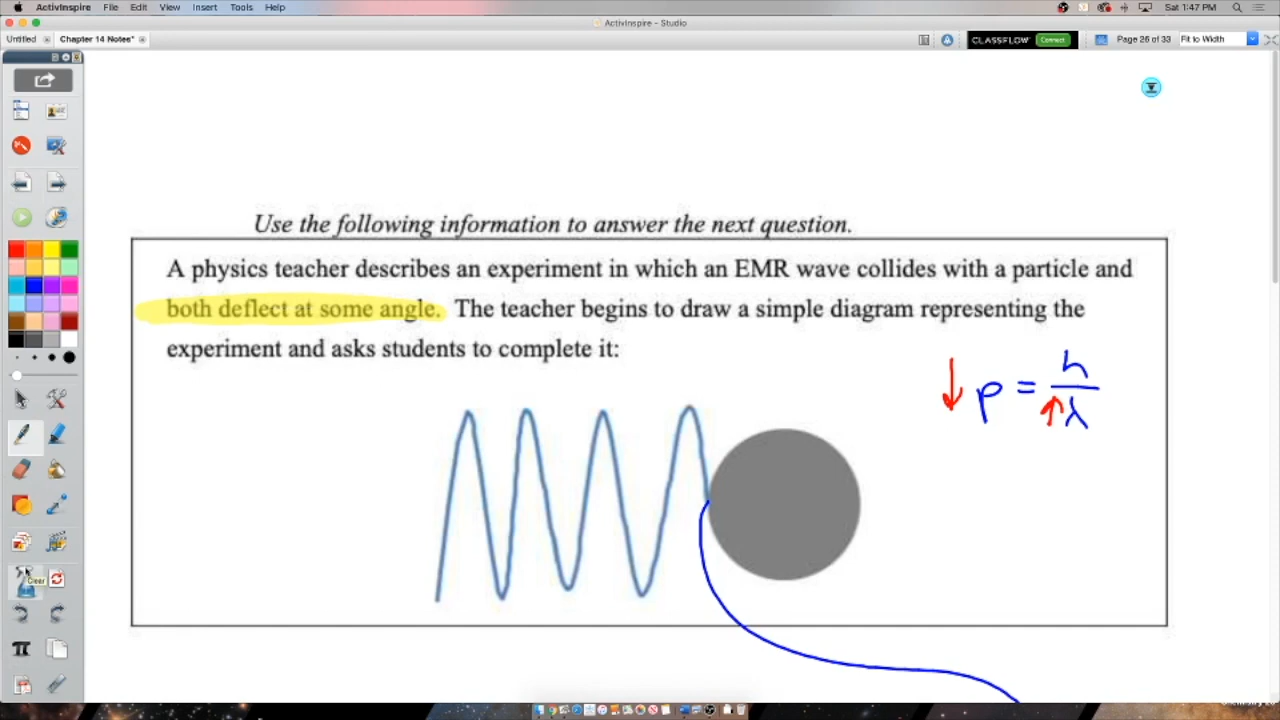 ActivInspire File Edit View Insert Tools Help Sat 1:47 PM
ActivInspire - Studio
Untitled Chapter 14 Notes* CLASSFLOW Connect Page 26 of 33 Fit to Width
Use the following information to answer the next question.
A physics teacher describes an experiment in which an EMR wave collides with a particle and
both deflect at some angle. The teacher begins to draw a simple diagram representing the
experiment and asks students to complete it:
↓ p = h / ↑ λ
Clear